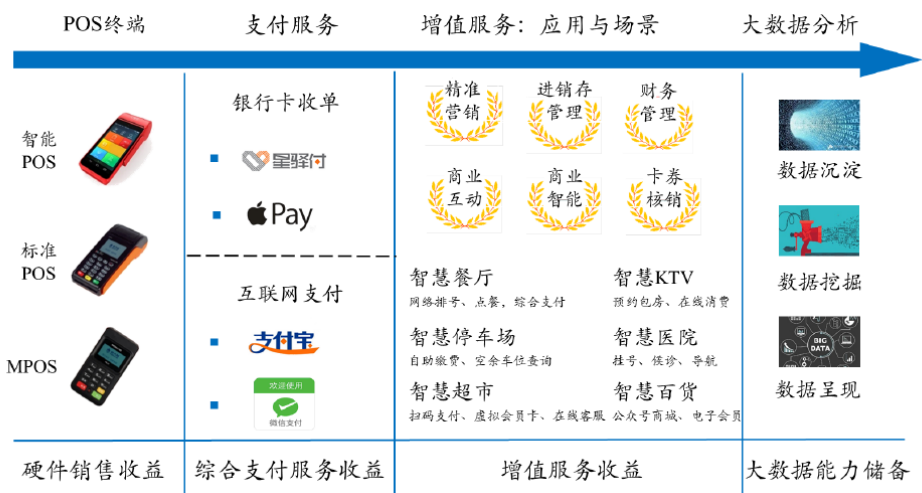 POS终端
支付服务
增值服务：应用与场景
大数据分析
智能
POS
标准
POS
MPOS
银行卡收单
星驿付
Pay
互联网支付
支付宝
欢迎使用
微信支付
精准
营销
进销存
管理
财务
管理
商业
互动
商业
智能
卡券
核销
智慧餐厅
网络排号、点餐，综合支付
智慧KTV
预约包房、在线消费
智慧停车场
自助缴费、空余车位查询
智慧医院
挂号、候诊、导航
智慧超市
扫码支付、虚拟会员卡、在线客服
智慧百货
公众号商城、电子会员
数据沉淀
数据挖掘
BIG
DATA
数据呈现
硬件销售收益
综合支付服务收益
增值服务收益
大数据能力储备